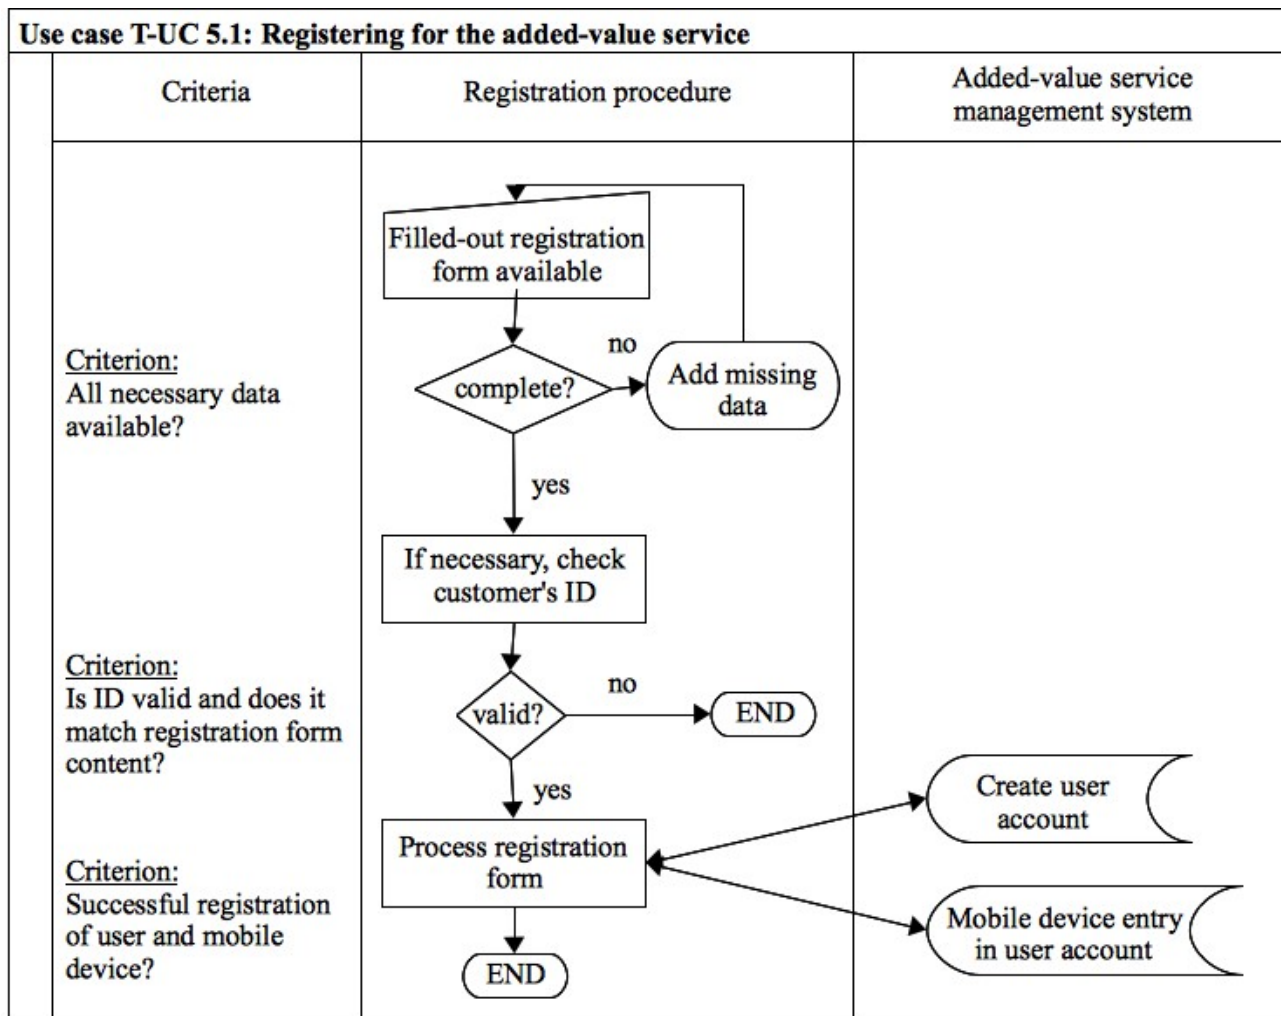 Use case T-UC 5.1: Registering for the added-value service
Criteria
Registration procedure
Added-value service
management system
Filled-out registration
form available
Criterion:
All necessary data
available?
complete?
no
Add missing
data
yes
If necessary, check
customer's ID
Criterion:
Is ID valid and does it
match registration form
content?
valid?
no
END
yes
Create user
account
Process registration
form
Criterion:
Successful registration
of user and mobile
device?
Mobile device entry
in user account
END